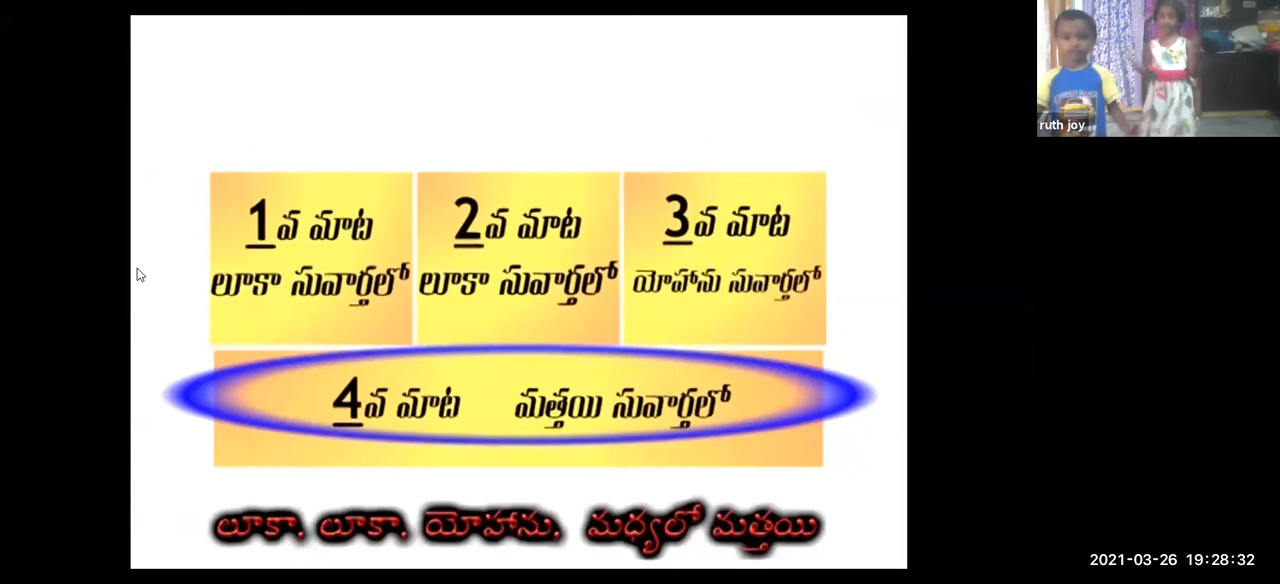 1వ మాట
లూకా సువార్తలో
2వ మాట
లూకా సువార్తలో
3వ మాట
యోహాను సువార్తలో
4వ మాట మత్తయి సువార్తలో
లూకా, లూకా, యోహాను, మధ్యలో మత్తయి
ruth joy
2021-03-26 19:28:32